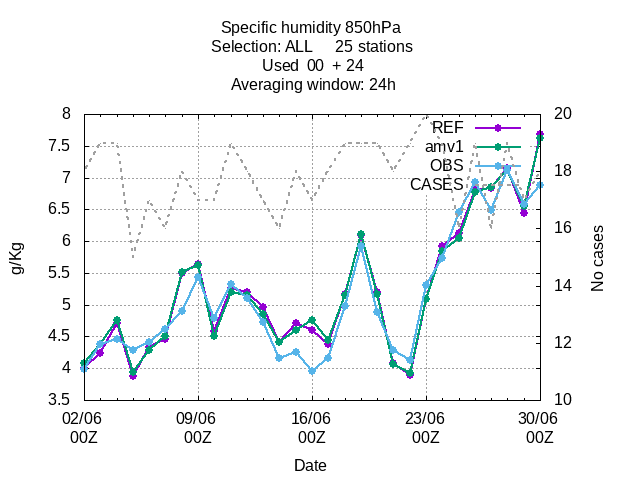 Specific humidity 850hPa
Selection: ALL 25 stations
Used 00 + 24
Averaging window: 24h
REF
amv1
OBS
CASES
g/Kg
8
7.5
7
6.5
6
5.5
5
4.5
4
3.5
20
18
16
14
12
10
No cases
02/06 09/06 16/06 23/06 30/06
00Z 00Z 00Z 00Z 00Z
Date